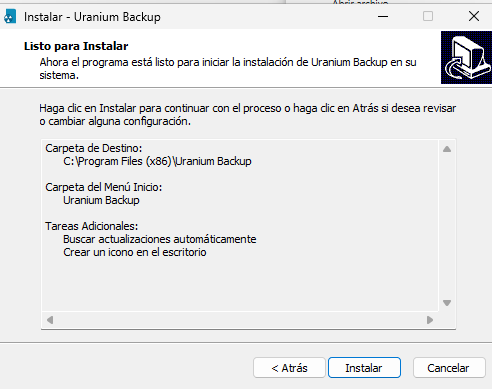 Abrir archivo
Instalar - Uranium Backup
Listo para Instalar
Ahora el programa está listo para iniciar la instalación de Uranium Backup en su
sistema.
Haga clic en Instalar para continuar con el proceso o haga clic en Atrás si desea revisar
o cambiar alguna configuración.
Carpeta de Destino:
C:\Program Files (x86)\Uranium Backup
Carpeta del Menú Inicio:
Uranium Backup
Tareas Adicionales:
Buscar actualizaciones automáticamente
Crear un icono en el escritorio
< Atrás
Instalar
Cancelar